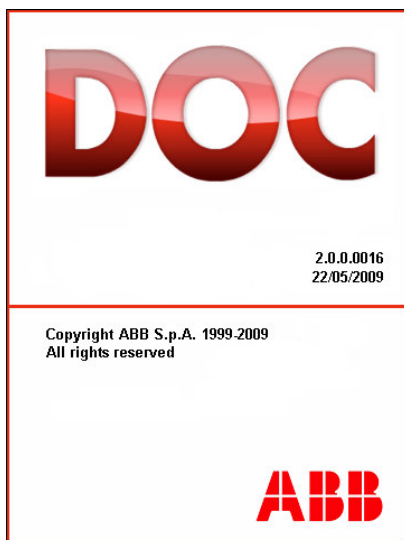 DOC
2.0.0.0016
22/05/2009
Copyright ABB S.p.A. 1999-2009
All rights reserved
ABB